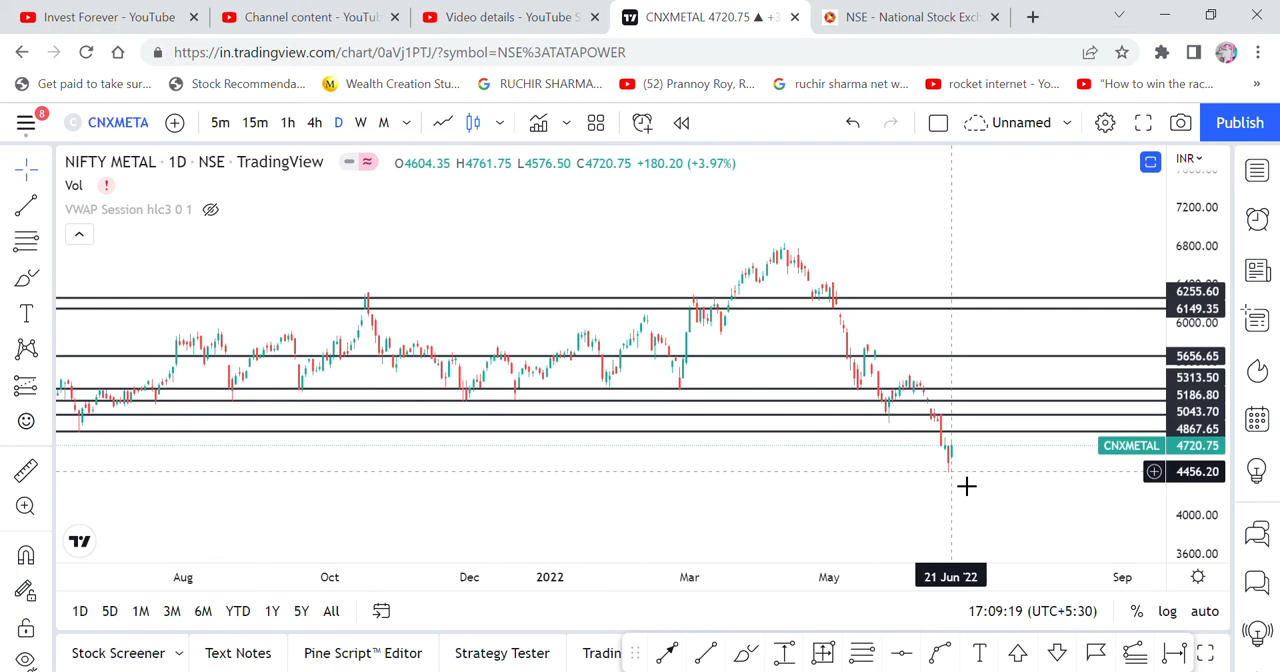 Invest Forever - YouTube
Channel content - YouTub
Video details - YouTube S
CNXMETAL 4720.75 ▲ +3
NSE - National Stock Exch
https://in.tradingview.com/chart/0aVj1PTJ/?symbol=NSE%3ATATAPOWER
Get paid to take sur...
Stock Recommenda...
Wealth Creation Stu...
RUCHIR SHARMA...
(52) Prannoy Roy, R...
ruchir sharma net w...
rocket internet - Yo...
"How to win the rac...
»
8
CNXMETA
5m 15m 1h 4h D W M
Unnamed
Publish
NIFTY METAL · 1D · NSE · TradingView
O4604.35 H4761.75 L4576.50 C4720.75 +180.20 (+3.97%)
INR
Vol
VWAP Session hlc3 0 1
7200.00
6800.00
6255.60
6149.35
6000.00
5656.65
5313.50
5186.80
5043.70
4867.65
CNXMETAL 4720.75
4456.20
4000.00
3600.00
Aug Oct Dec 2022 Mar May 21 Jun '22 Sep
1D 5D 1M 3M 6M YTD 1Y 5Y All
17:09:19 (UTC+5:30) % log auto
Stock Screener Text Notes Pine Script™ Editor Strategy Tester Tradin